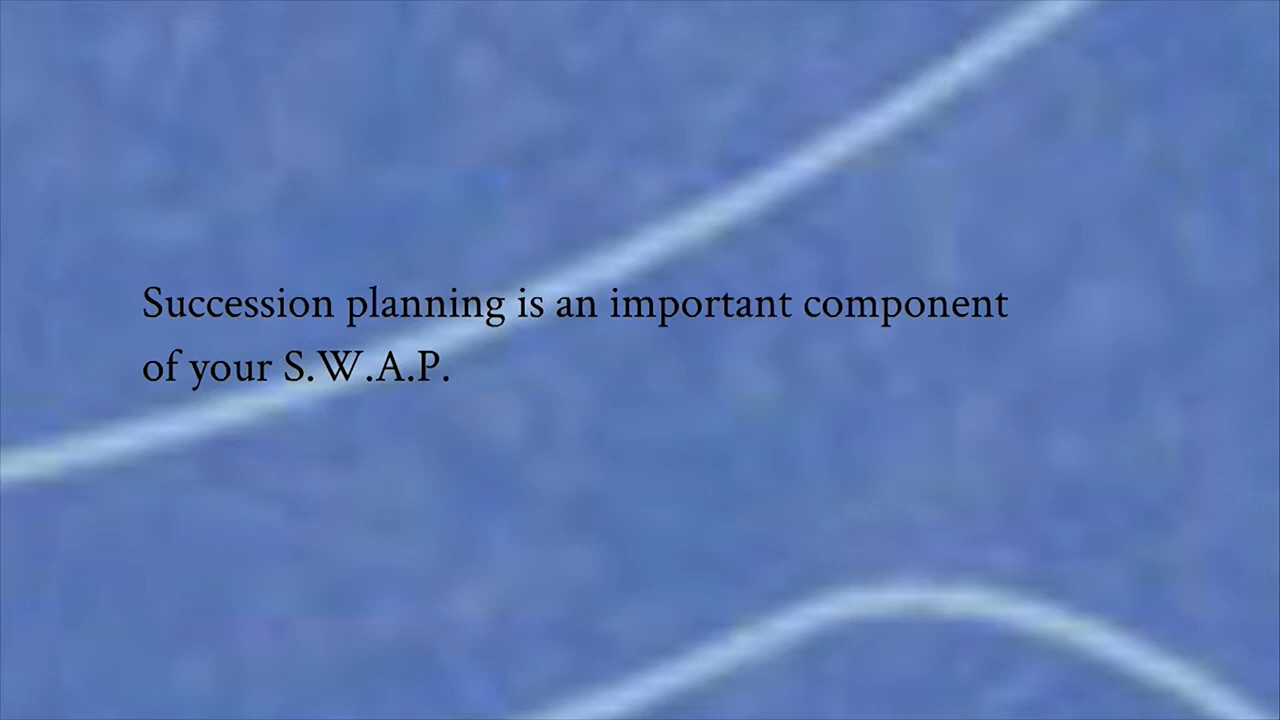 Succession planning is an important component
of your S.W.A.P.